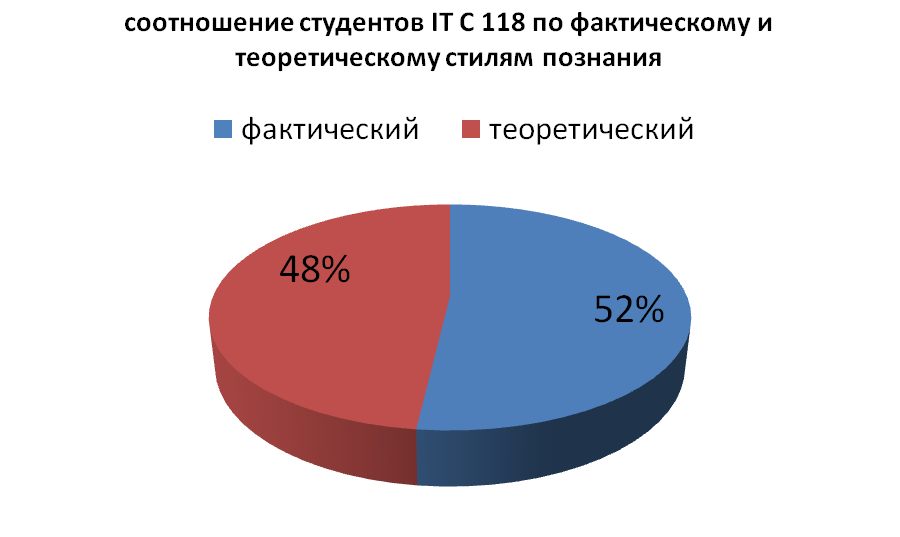 соотношение студентов IT С 118 по фактическому и
теоретическому стилям познания
фактический теоретический
48%
52%